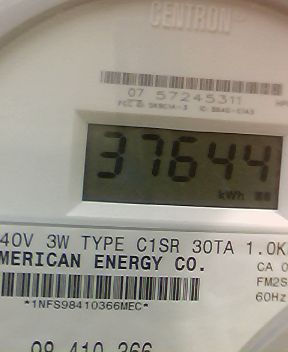 CENTRON
07 57245311
37644
kWh
40V 3W TYPE C1SR 30TA 1.0K
MERICAN ENERGY CO.
CA 0
FM2S
*1NFS98410366MEC*
60Hz
98 410 366